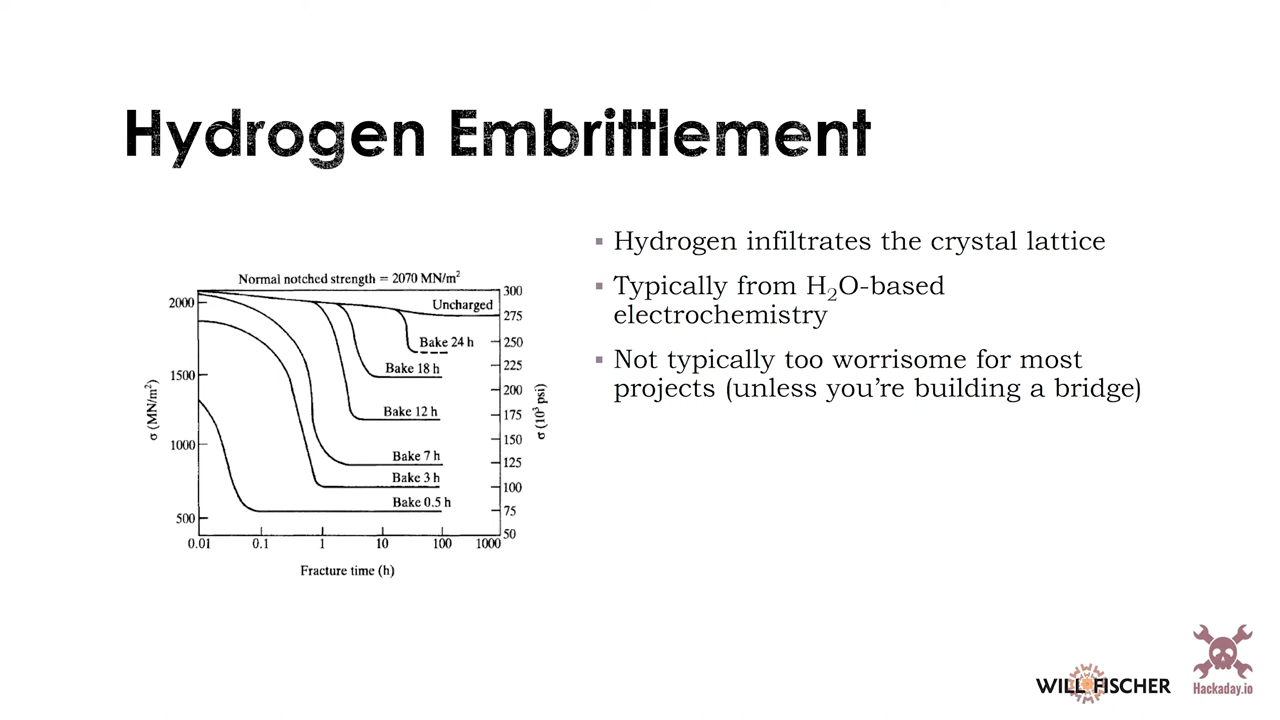 Hydrogen Embrittlement
▪ Hydrogen infiltrates the crystal lattice
▪ Typically from H₂O-based
electrochemistry
▪ Not typically too worrisome for most
projects (unless you’re building a bridge)
Normal notched strength = 2070 MN/m²
300
2000
Uncharged
275
Bake 24 h
250
Bake 18 h
225
1500
200
Bake 12 h
175
σ (MN/m²)
σ (10³ psi)
150
1000
Bake 7 h
125
Bake 3 h
100
Bake 0.5 h
75
500
50
0.01 0.1 1 10 100 1000
Fracture time (h)
WILL FISCHER
Hackaday.io